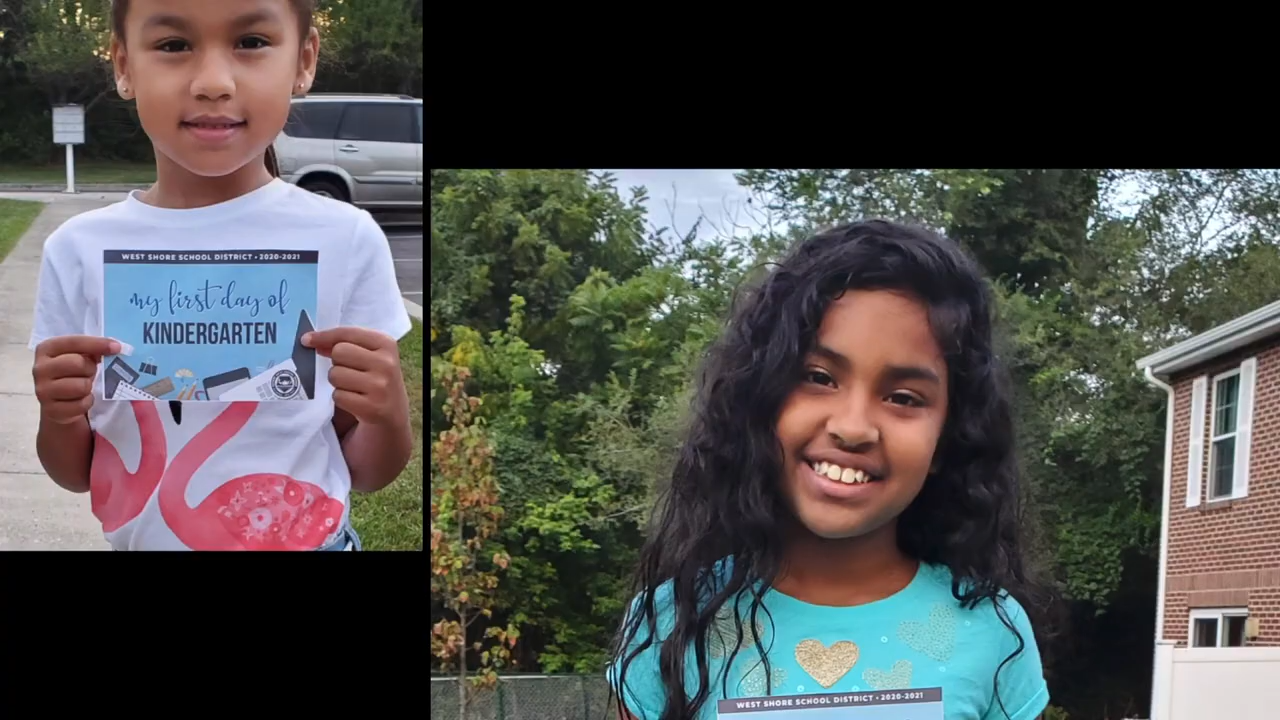 WEST SHORE SCHOOL DISTRICT • 2020-2021
my first day of
KINDERGARTEN
WEST SHORE SCHOOL DISTRICT • 2020-2021